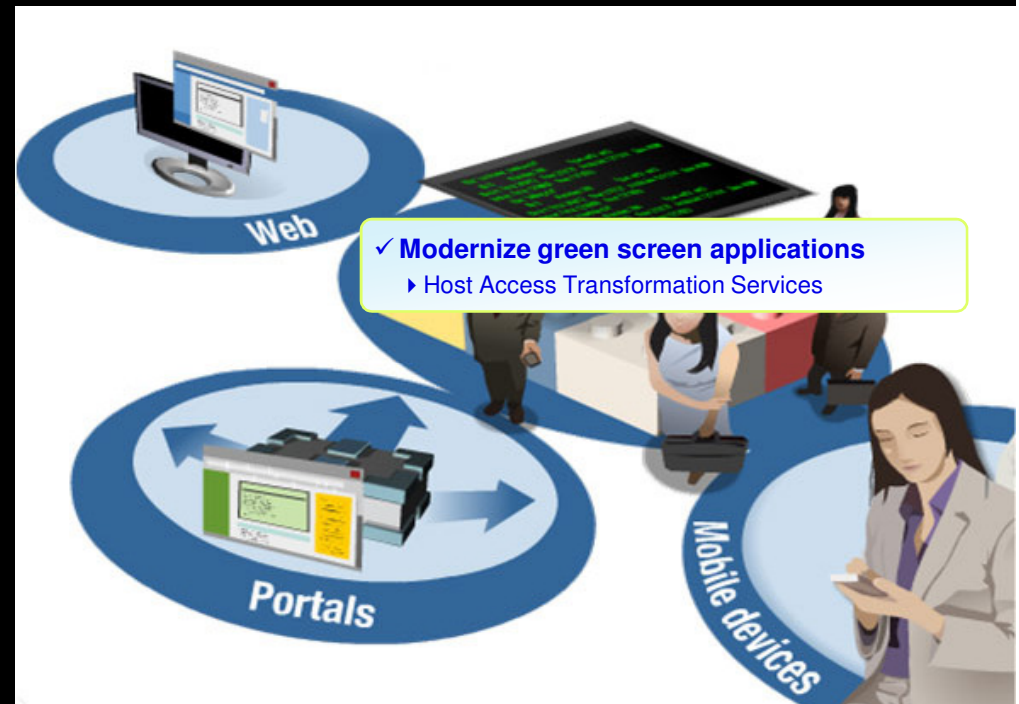 Web
✓ Modernize green screen applications
Host Access Transformation Services
Portals
Mobile devices